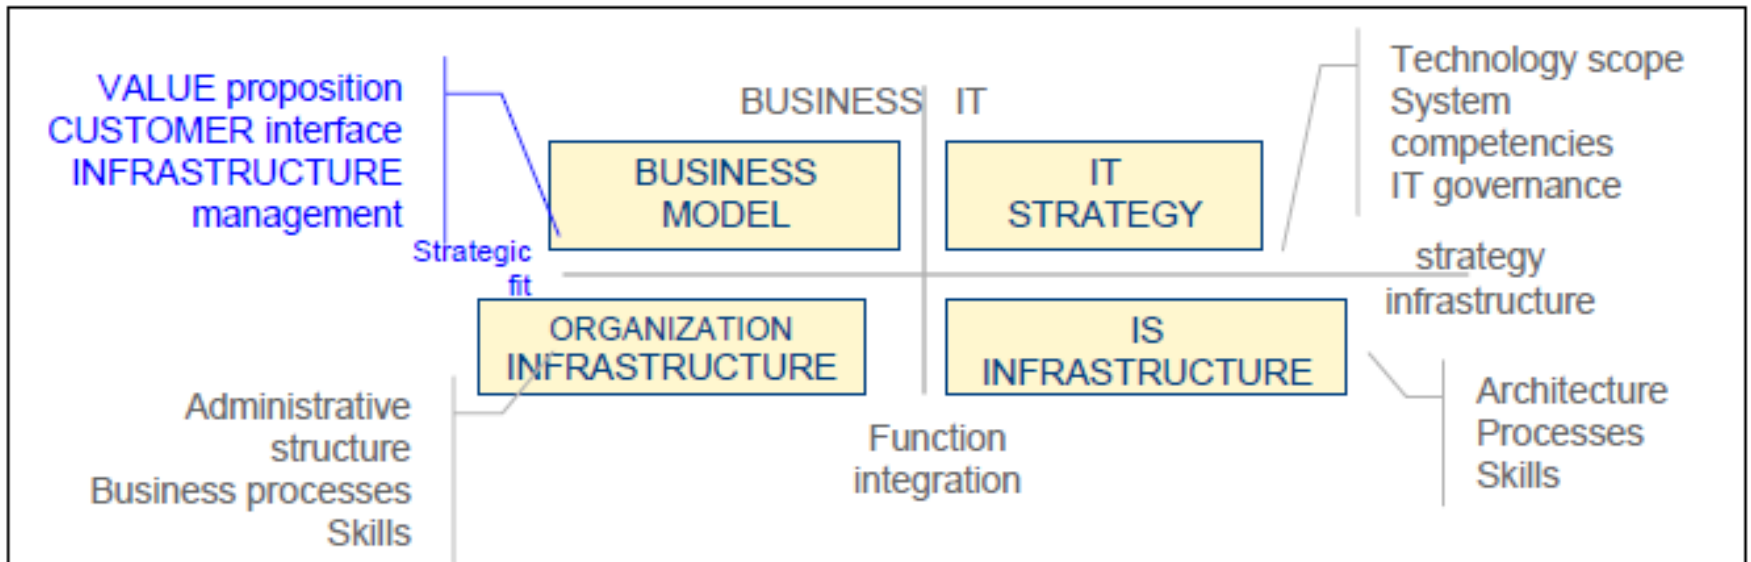 VALUE proposition
CUSTOMER interface
INFRASTRUCTURE
management
Strategic
fit
BUSINESS
IT
BUSINESS
MODEL
IT
STRATEGY
Technology scope
System
competencies
IT governance
strategy
infrastructure
ORGANIZATION
INFRASTRUCTURE
IS
INFRASTRUCTURE
Administrative
structure
Business processes
Skills
Function
integration
Architecture
Processes
Skills